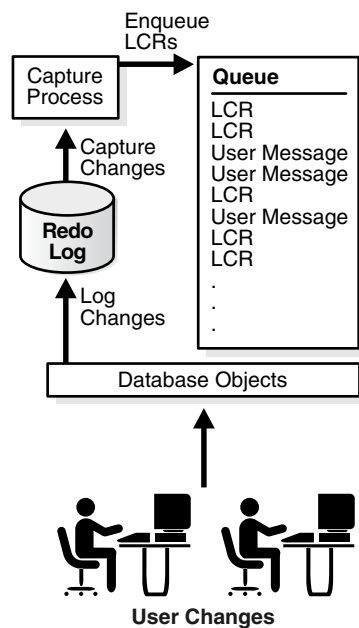 Enqueue
LCRs
Capture
Process
Queue
LCR
LCR
User Message
User Message
LCR
User Message
LCR
LCR
.
.
.
Capture
Changes
Redo
Log
Log
Changes
Database Objects
User Changes